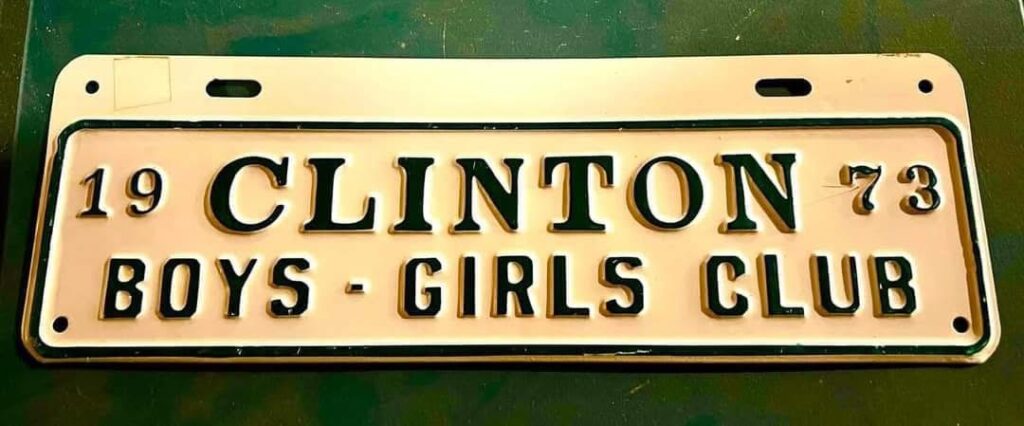 19 CLINTON 73
BOYS - GIRLS CLUB